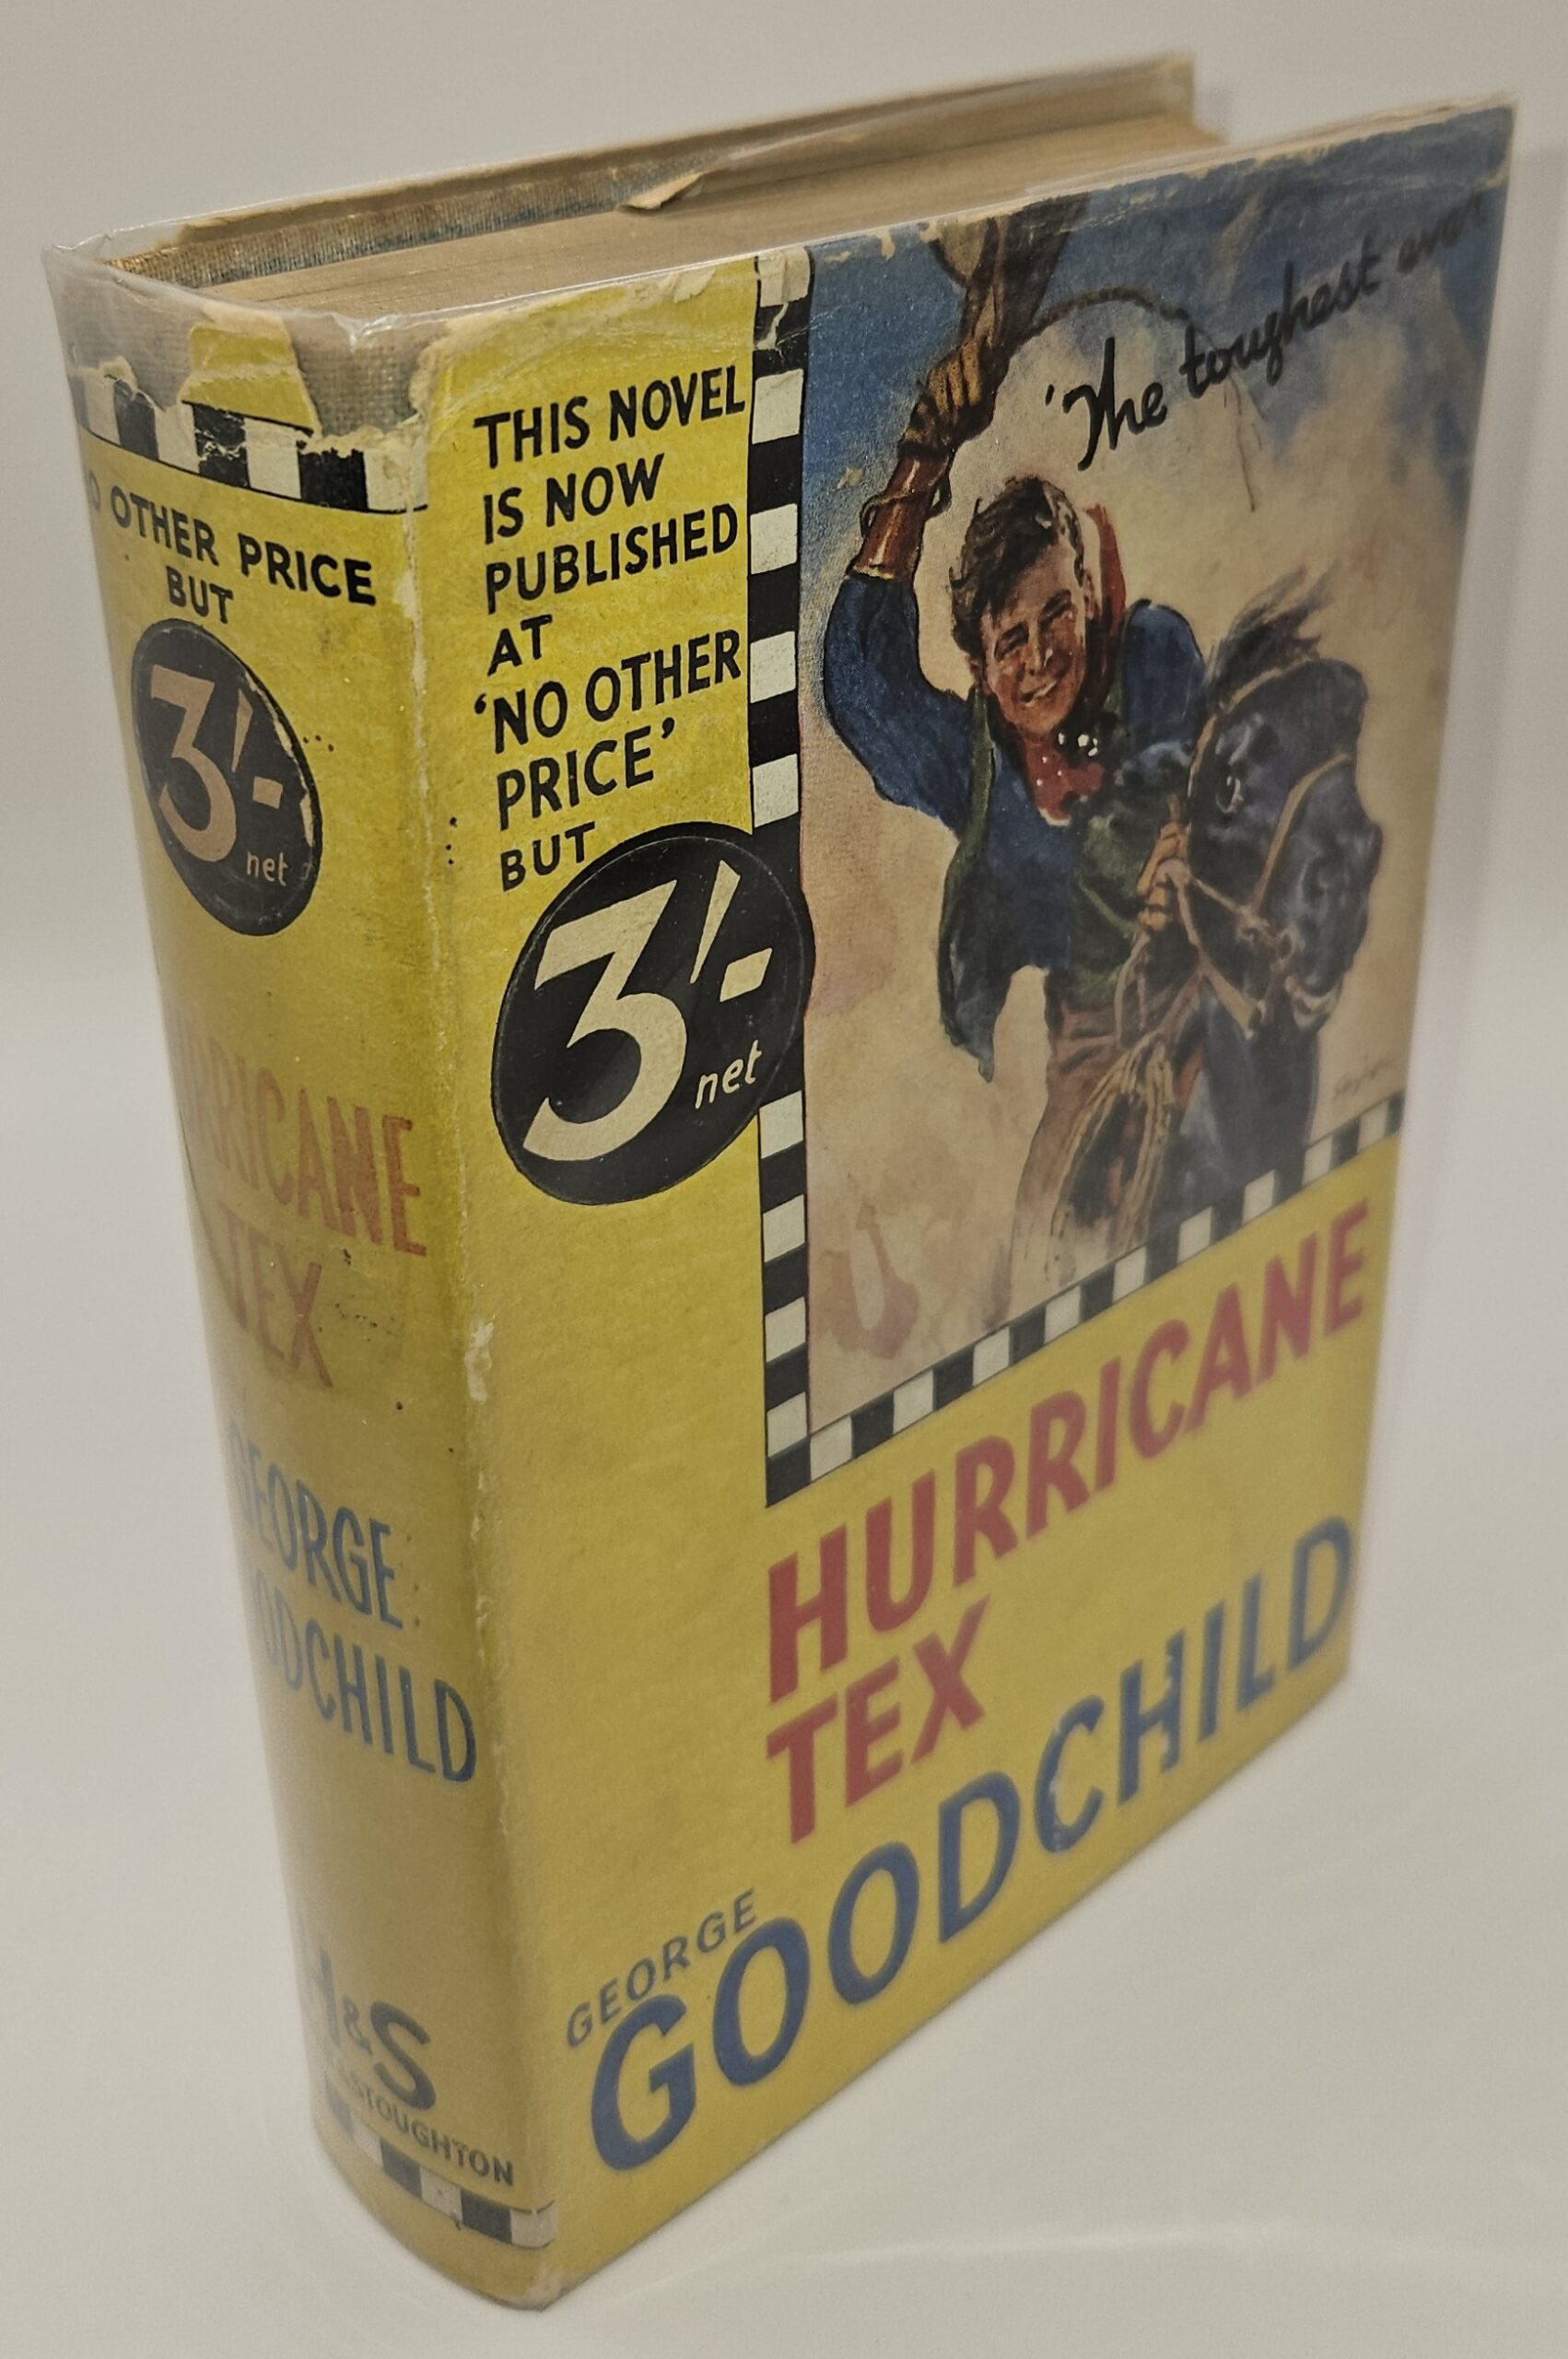 OTHER PRICE
BUT
3/-
net
TEX
GEORGE
H&S
STOUGHTON
THIS NOVEL
IS NOW
PUBLISHED
AT
‘NO OTHER
PRICE’
BUT
3/-
net
'The toughest ever
HURRICANE
TEX
GEORGE
GOODCHILD